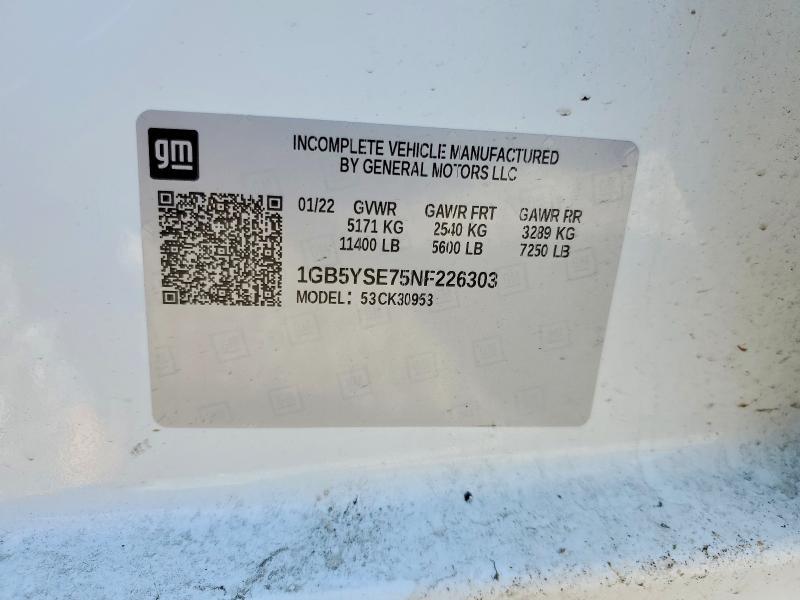 gm
INCOMPLETE VEHICLE MANUFACTURED
BY GENERAL MOTORS LLC
01/22 GVWR GAWR FRT GAWR RR
5171 KG 2540 KG 3289 KG
11400 LB 5600 LB 7250 LB
1GB5YSE75NF226303
MODEL: 53CK30953